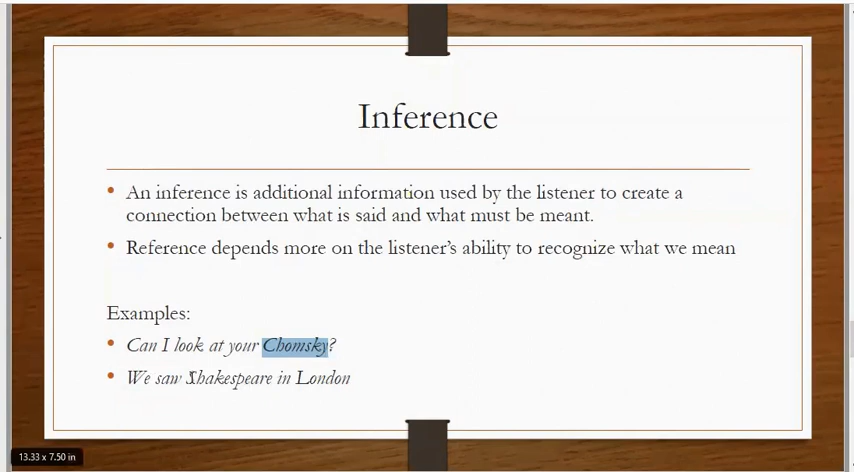 Inference
• An inference is additional information used by the listener to create a
connection between what is said and what must be meant.
• Reference depends more on the listener's ability to recognize what we mean
Examples:
• Can I look at your Chomsky?
• We saw Shakespeare in London
13.33 x 7.50 in